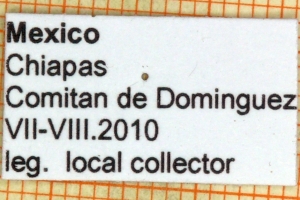 Mexico
Chiapas
Comitan de Dominguez
VII-VIII.2010
leg. local collector